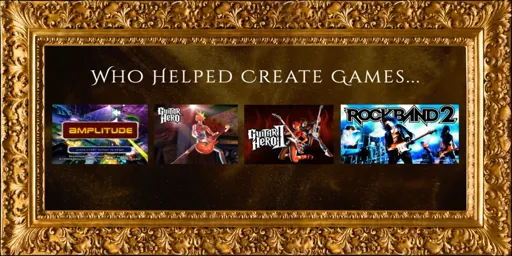 Who Helped Create Games...
AMPLITUDE
GUITAR HERO
GUITAR HERO II
ROCKBAND 2